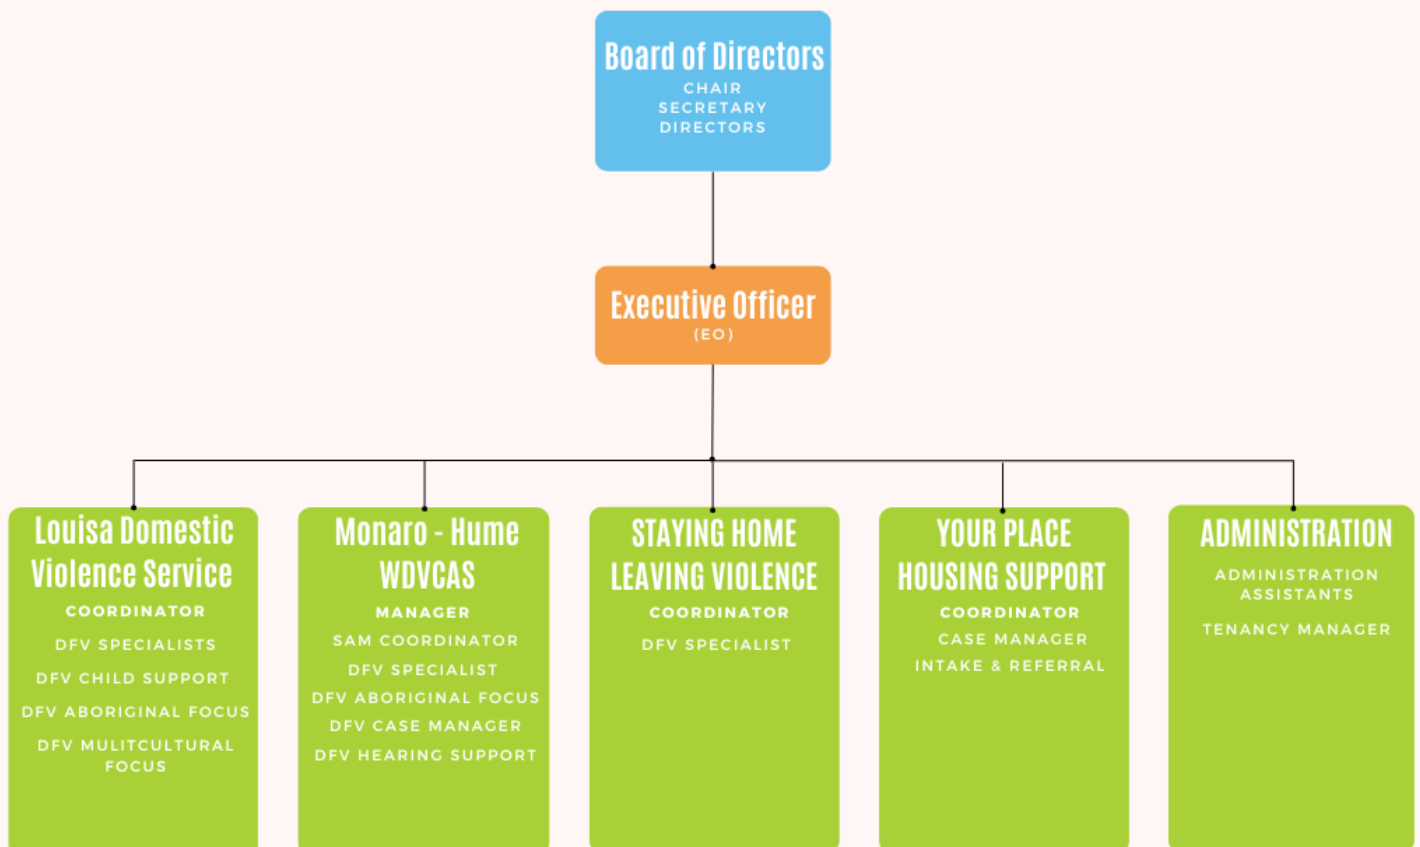 Board of Directors
CHAIR
SECRETARY
DIRECTORS
Executive Officer
(EO)
Louisa Domestic
Violence Service
COORDINATOR
DFV SPECIALISTS
DFV CHILD SUPPORT
DFV ABORIGINAL FOCUS
DFV MULITCULTURAL
FOCUS
Monaro - Hume
WDVCAS
MANAGER
SAM COORDINATOR
DFV SPECIALIST
DFV ABORIGINAL FOCUS
DFV CASE MANAGER
DFV HEARING SUPPORT
STAYING HOME
LEAVING VIOLENCE
COORDINATOR
DFV SPECIALIST
YOUR PLACE
HOUSING SUPPORT
COORDINATOR
CASE MANAGER
INTAKE & REFERRAL
ADMINISTRATION
ADMINISTRATION
ASSISTANTS
TENANCY MANAGER